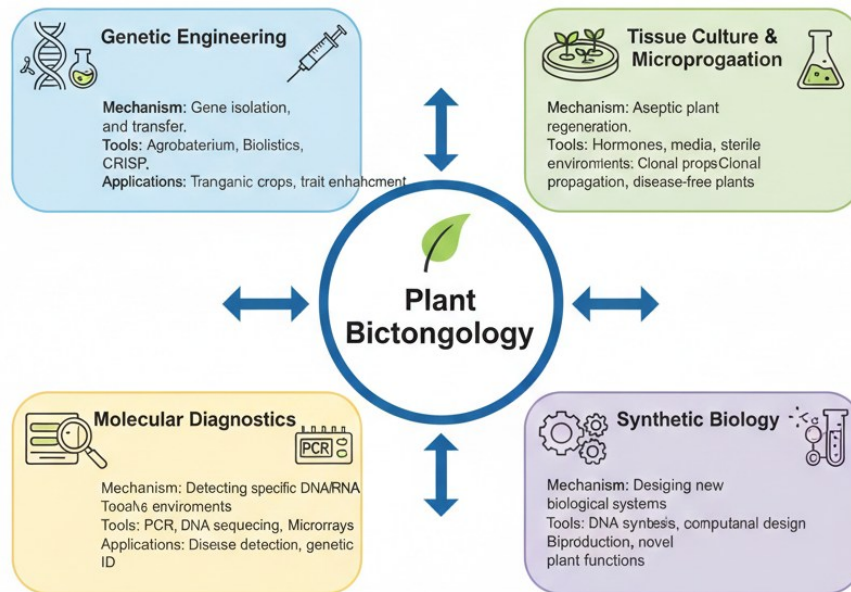 Genetic Engineering
Mechanism: Gene isolation,
and transfer.
Tools: Agrobaterium, Biolistics,
CRISP,
Applications: Tranganic crops, trait enhahcment
Tissue Culture &
Microprogaation
Mechanism: Aseptic plant
regeneration.
Tools: Hormones, media, sterile
enviroments: Clonal propsClonal
propagation, disease-free plants
Plant
Bictongology
Molecular Diagnostics
PCR
Mechanism: Detecting specific DNA/RNA
enviroments
Tools: PCR, DNA sequecing, Microrrays
Applications: Disease detection, genetic
ID
Synthetic Biology
Mechanism: Desiging new
biological systems
Tools: DNA synbesis, computanal design
Biproduction, novel
plant functions